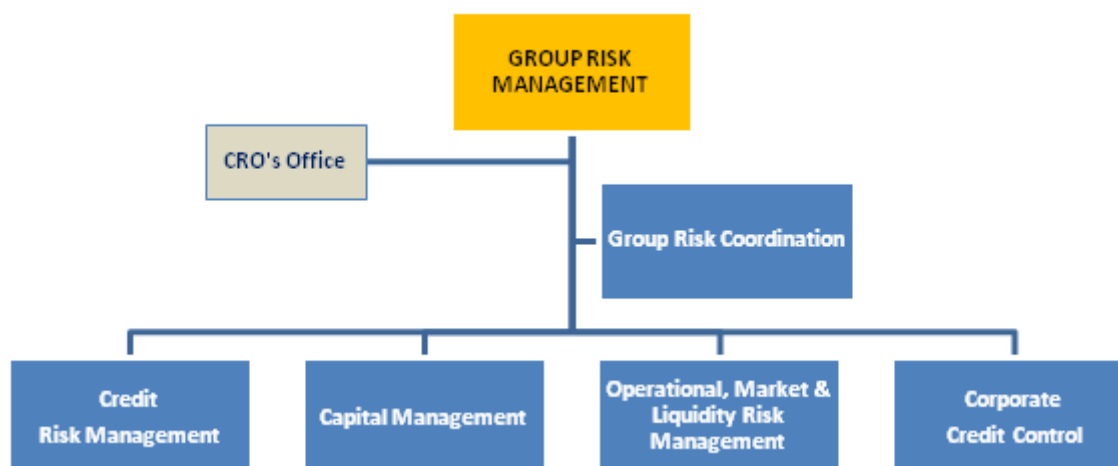 GROUP RISK
MANAGEMENT
CRO's Office
Group Risk Coordination
Credit
Risk Management
Capital Management
Operational, Market &
Liquidity Risk
Management
Corporate
Credit Control